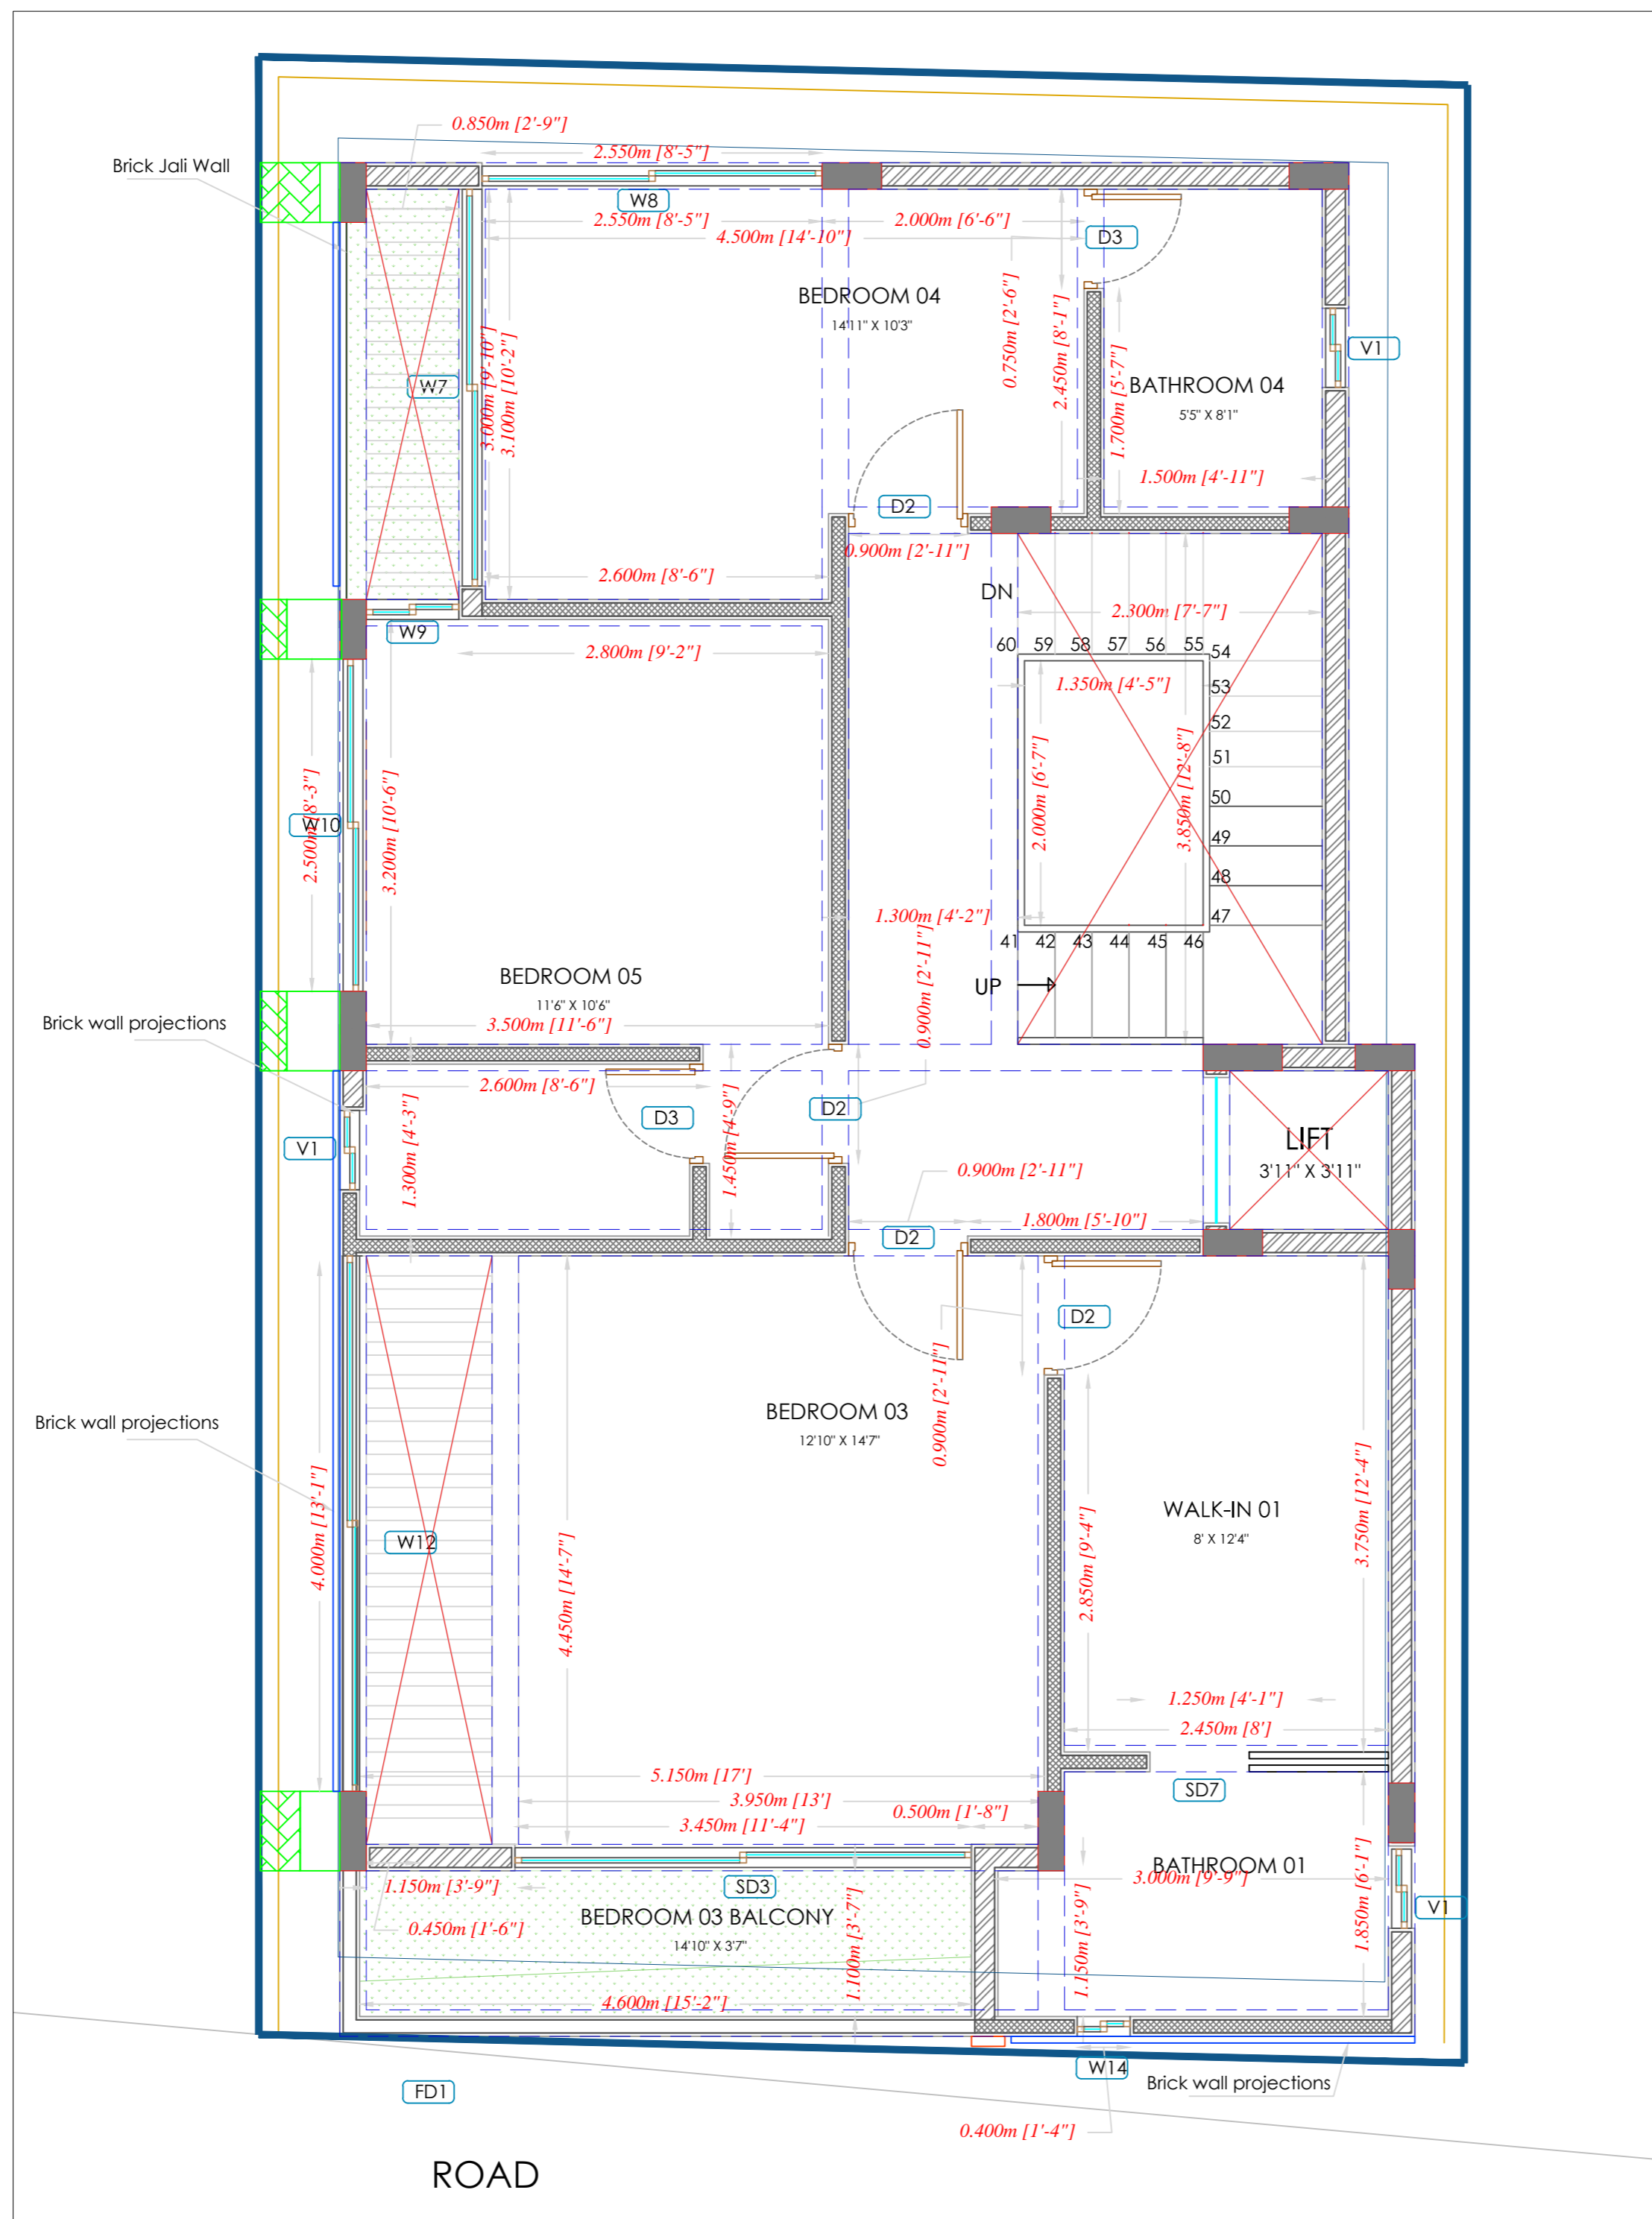 0.850m [2'-9"]
2.550m [8'-5"]
Brick Jali Wall
W8
2.550m [8'-5"]
2.000m [6'-6"]
4.500m [14'-10"]
D3
0.750m [2'-6"]
2.450m [8'-1"]
BEDROOM 04
14'11" X 10'3"
V1
3.000m [9'-10"]
3.100m [10'-2"]
1.700m [5'-7"]
W7
BATHROOM 04
5'5" X 8'1"
1.500m [4'-11"]
D2
0.900m [2'-11"]
2.600m [8'-6"]
DN
2.300m [7'-7"]
W9
2.800m [9'-2"]
60 59 58 57 56 55
54
1.350m [4'-5"]
53
52
51
50
49
48
47
2.000m [6'-7"]
3.850m [12'-8"]
W10
2.500m [8'-3"]
3.200m [10'-6"]
1.300m [4'-2"]
41 42 43 44 45 46
0.900m [2'-11"]
UP
BEDROOM 05
11'6" X 10'6"
3.500m [11'-6"]
Brick wall projections
2.600m [8'-6"]
D3
D2
1.300m [4'-3"]
1.450m [4'-9"]
V1
LIFT
3'11" X 3'11"
0.900m [2'-11"]
1.800m [5'-10"]
D2
D2
0.900m [2'-11"]
BEDROOM 03
12'10" X 14'7"
Brick wall projections
WALK-IN 01
8' X 12'4"
3.750m [12'-4"]
4.000m [13'-1"]
W12
4.450m [14'-7"]
2.850m [9'-4"]
1.250m [4'-1"]
2.450m [8']
5.150m [17']
SD7
3.950m [13']
0.500m [1'-8"]
3.450m [11'-4"]
BATHROOM 01
3.000m [9'-9"]
1.150m [3'-9"]
SD3
V1
BEDROOM 03 BALCONY
14'10" X 3'7"
0.450m [1'-6"]
1.100m [3'-7"]
1.150m [3'-9"]
1.850m [6'-1"]
4.600m [15'-2"]
W14
FD1
Brick wall projections
0.400m [1'-4"]
ROAD